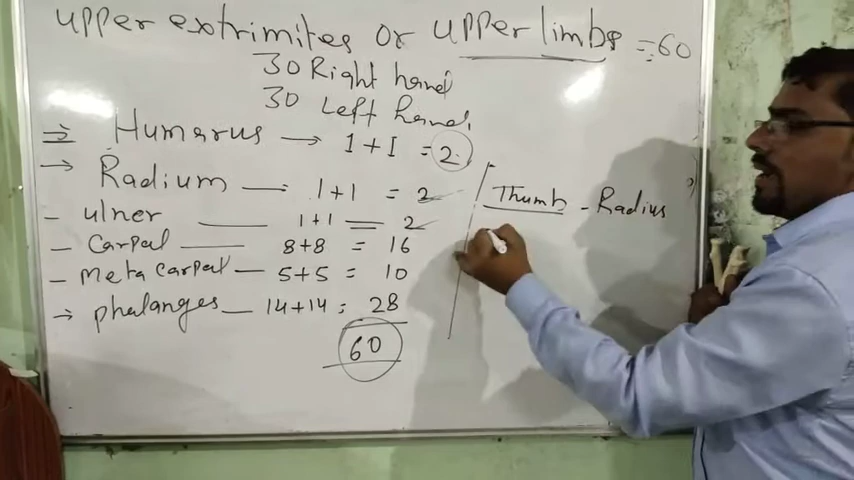 upper extrimites or upper limbs = 60
30 Right hand
30 Left hand.
⇒ Humarus → 1 + 1 = 2
→ Radium — 1+1 = 2
- ulner — 1+1 = 2
- carpal — 8+8 = 16
- meta carpal — 5+5 = 10
→ phalanges — 14+14 = 28
60
Thumb - Radius